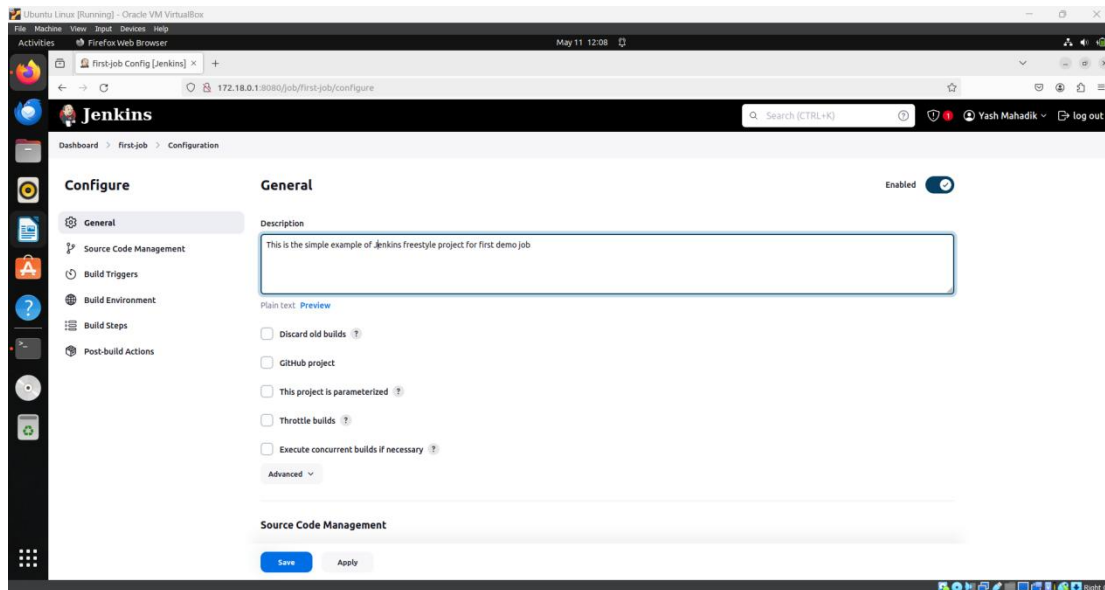 Ubuntu Linux [Running] - Oracle VM VirtualBox
File Machine View Input Devices Help
Activities Firefox Web Browser May 11 12:08
first-job Config [Jenkins] × +
172.18.0.1:8080/job/first-job/configure
Jenkins Search (CTRL+K) ? 1 Yash Mahadik log out
Dashboard > first-job > Configuration
Configure
General
Source Code Management
Build Triggers
Build Environment
Build Steps
Post-build Actions
General Enabled
Description
This is the simple example of Jenkins freestyle project for first demo job
Plain text Preview
Discard old builds ?
GitHub project
This project is parameterized ?
Throttle builds ?
Execute concurrent builds if necessary ?
Advanced
Source Code Management
Save Apply
Right